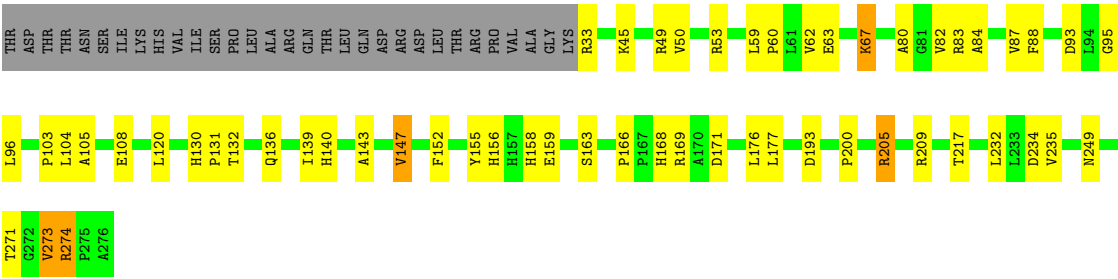 THR ASP THR THR ASN SER ILE LYS HIS VAL ILE SER PRO LEU ALA ARG GLN THR LEU GLN ASP ARG ASP LEU THR ARG PRO VAL ALA GLY LYS R33 K45 R49 V50 R53 L59 P60 L61 V62 E63 K67 A80 G81 V82 R83 A84 V87 F88 D93 L94 G95
L96 P103 L104 A105 E108 L120 H130 P131 T132 Q136 I139 H140 A143 V147 F152 Y155 H156 H157 H158 E159 S163 P166 P167 H168 R169 A170 D171 L176 L177 D193 P200 R205 R209 T217 L232 L233 D234 V235 N249
T271 G272 V273 R274 P275 A276